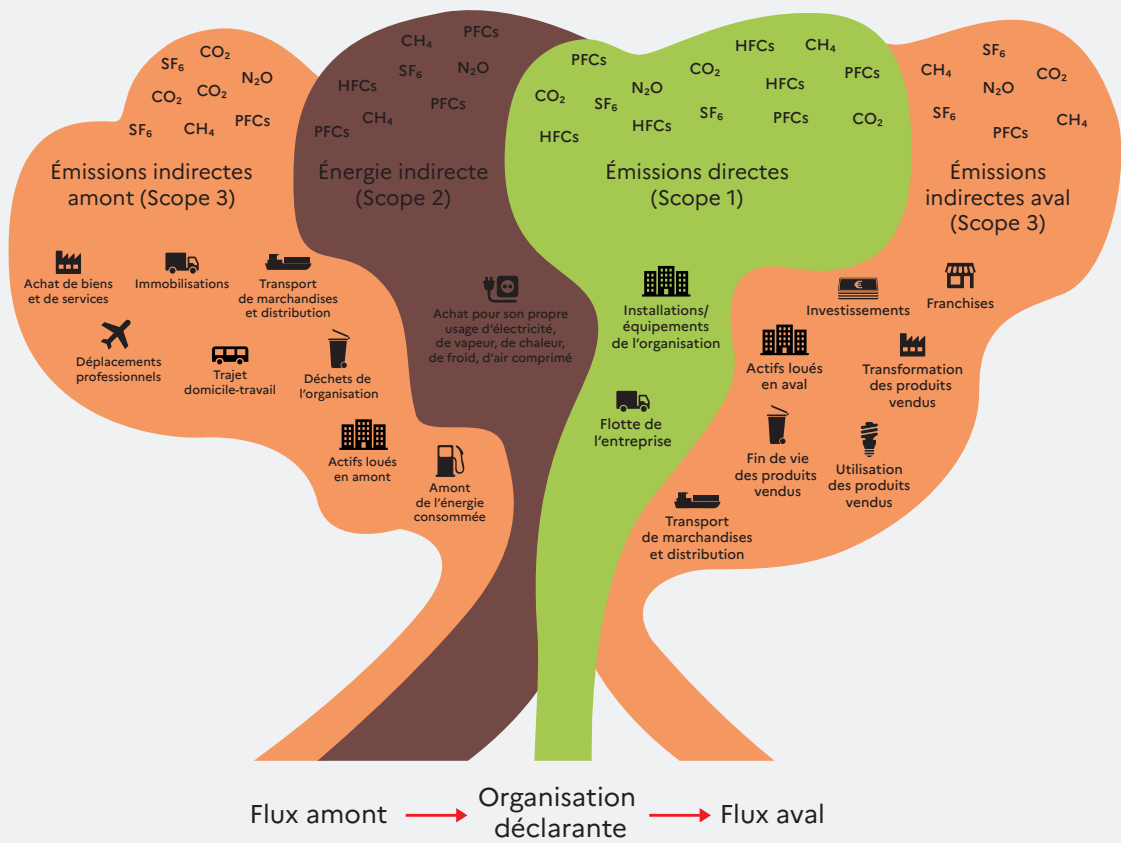 CO₂
SF₆
N₂O
CO₂
CO₂
SF₆
CH₄
PFCs
Émissions indirectes
amont (Scope 3)
Achat de biens
et de services
Immobilisations
Transport
de marchandises
et distribution
Déplacements
professionnels
Trajet
domicile-travail
Déchets de
l’organisation
Actifs loués
en amont
Amont
de l’énergie
consommée
CH₄
PFCs
SF₆
N₂O
HFCs
PFCs
CH₄
PFCs
Énergie indirecte
(Scope 2)
Achat pour son propre
usage d’électricité,
de vapeur, de chaleur,
de froid, d’air comprimé
PFCs
HFCs
CH₄
CO₂
PFCs
N₂O
HFCs
CO₂
SF₆
SF₆
PFCs
CO₂
HFCs
HFCs
Émissions directes
(Scope 1)
Installations/
équipements
de l’organisation
Flotte de
l’entreprise
SF₆
CH₄
CO₂
N₂O
SF₆
CH₄
PFCs
Émissions
indirectes aval
(Scope 3)
Investissements
Franchises
Actifs loués
en aval
Transformation
des produits
vendus
Fin de vie
des produits
vendus
Utilisation
des produits
vendus
Transport
de marchandises
et distribution
Flux amont
Organisation
déclarante
Flux aval